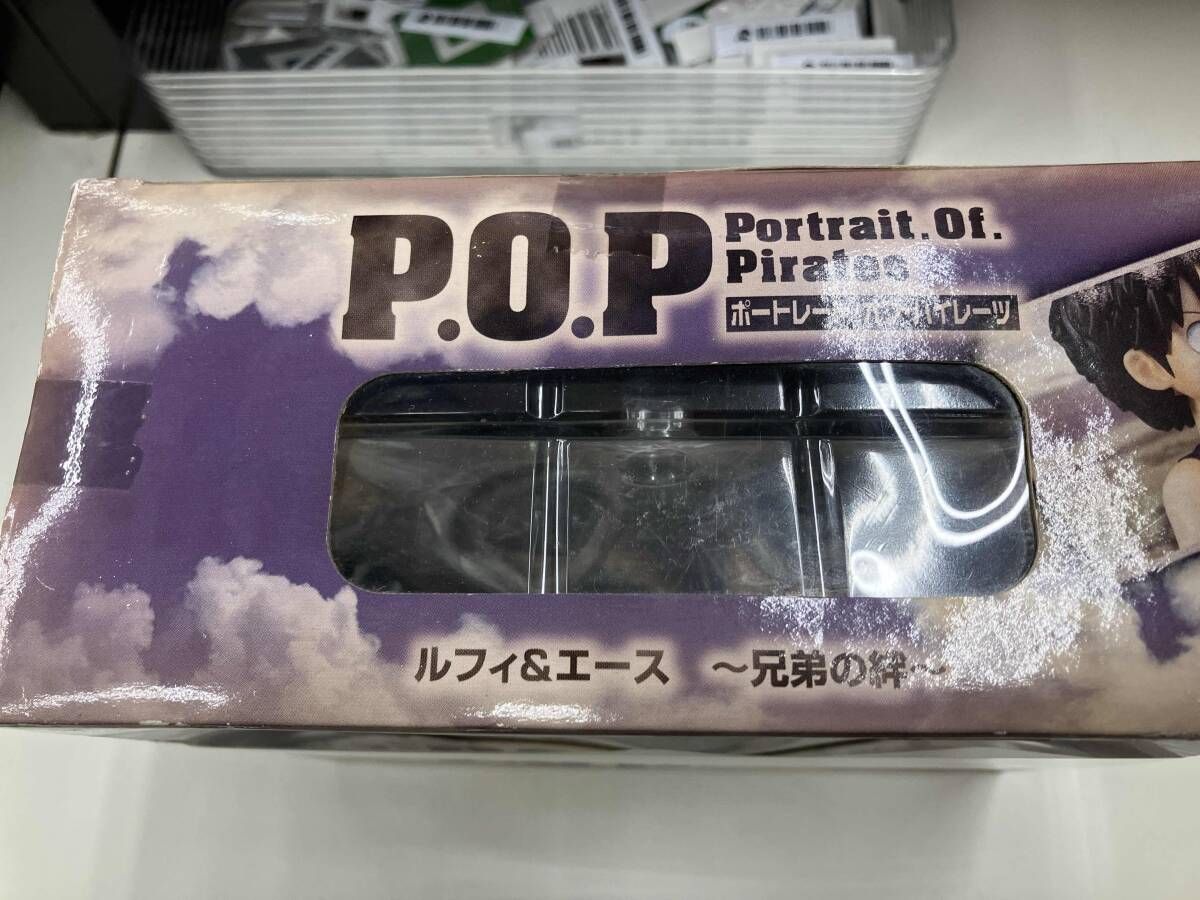 P.O.P
Portrait.Of.
Pirates
ポートレート.オブ.パイレーツ
ルフィ&エース ～兄弟の絆～